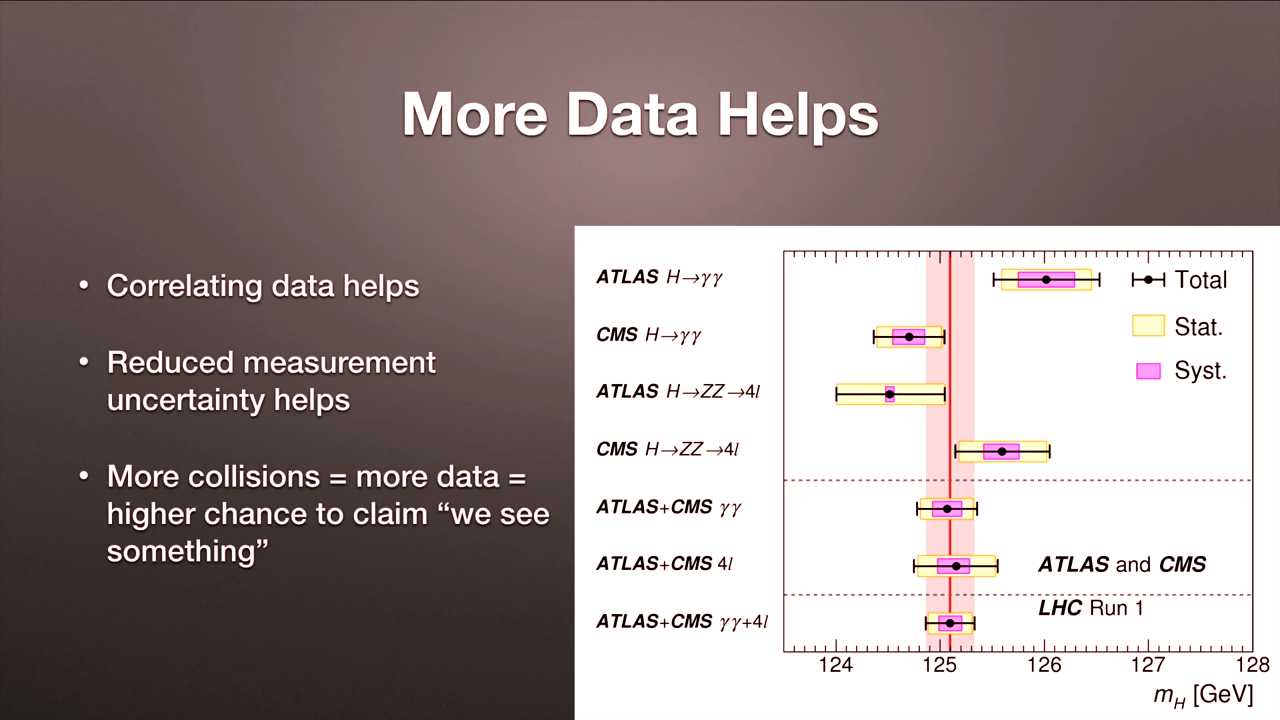 More Data Helps
• Correlating data helps
• Reduced measurement
uncertainty helps
• More collisions = more data =
higher chance to claim “we see
something”
ATLAS H→γγ
CMS H→γγ
ATLAS H→ZZ→4l
CMS H→ZZ→4l
ATLAS+CMS γγ
ATLAS+CMS 4l
ATLAS+CMS γγ+4l
Total
Stat.
Syst.
ATLAS and CMS
LHC Run 1
124 125 126 127 128
m_H [GeV]